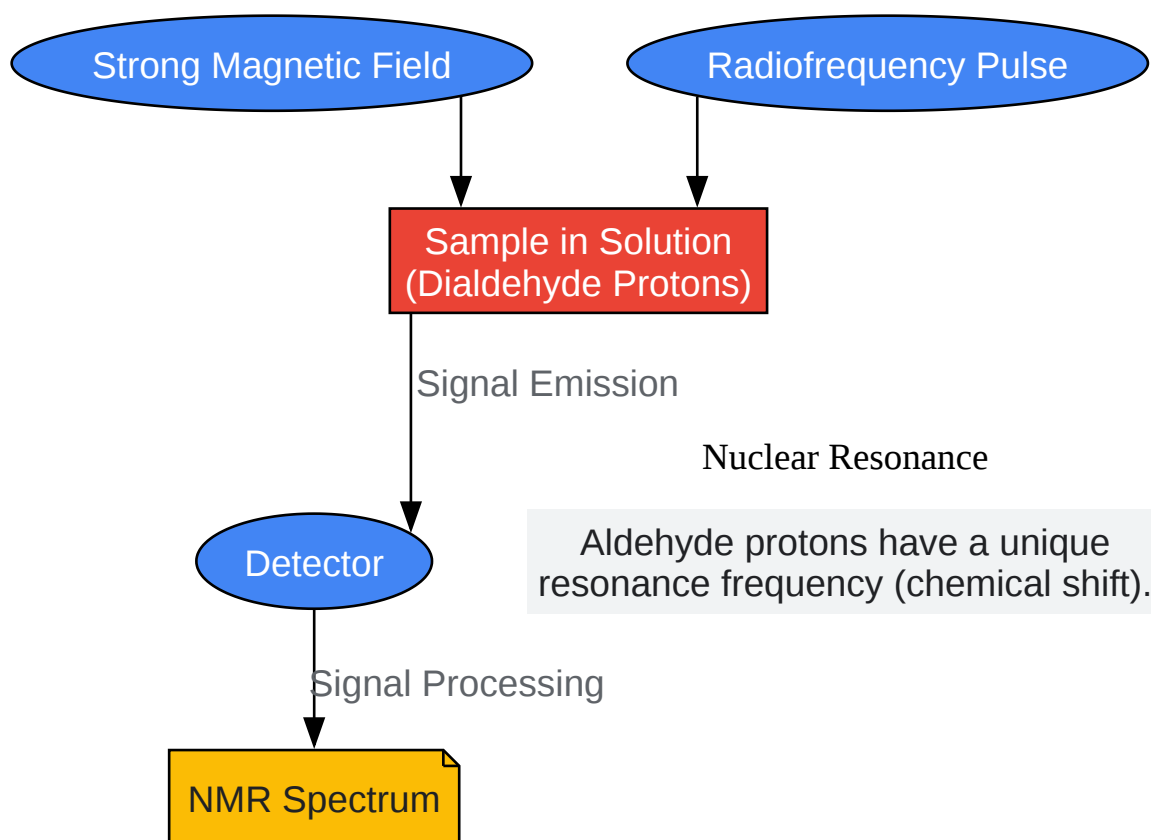 Strong Magnetic Field
Radiofrequency Pulse
Sample in Solution
(Dialdehyde Protons)
Signal Emission
Nuclear Resonance
Aldehyde protons have a unique
resonance frequency (chemical shift).
Detector
Signal Processing
NMR Spectrum